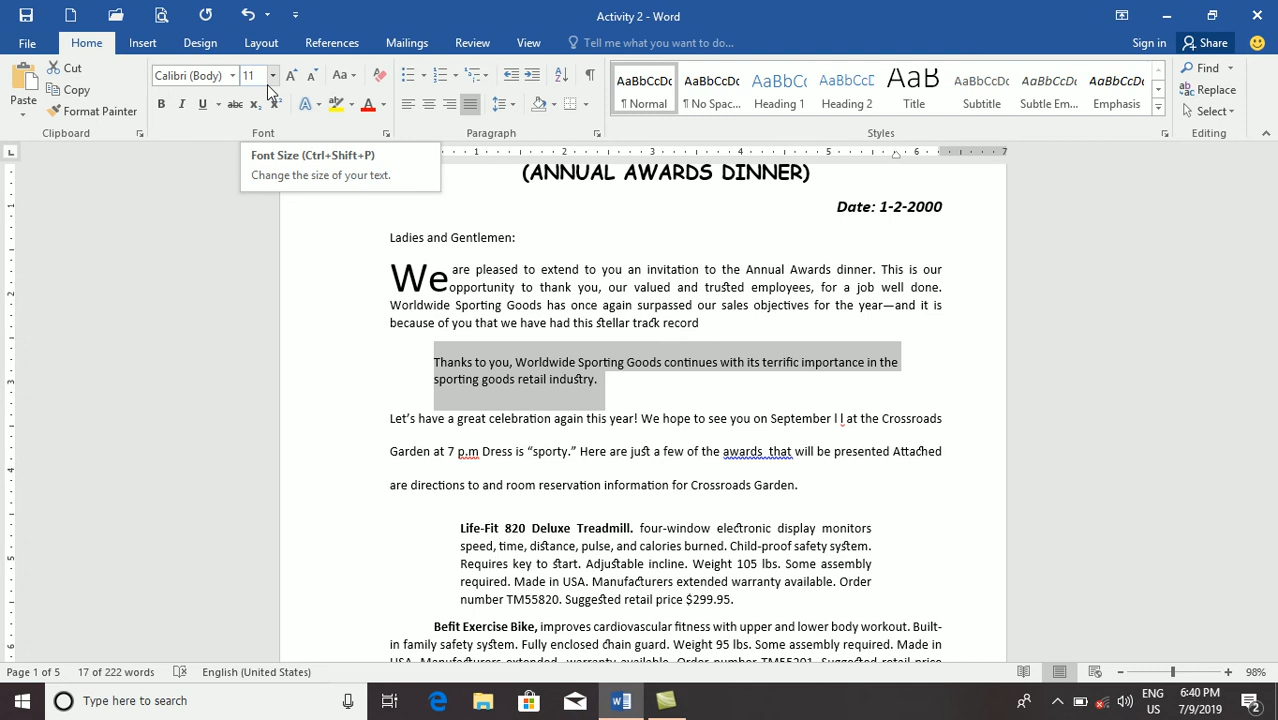 Activity 2 - Word
File Home Insert Design Layout References Mailings Review View Tell me what you want to do... Sign in Share
Cut
Copy
Format Painter
Paste
Clipboard
Calibri (Body) 11
Font
Paragraph
AaBbCcDc AaBbCcDc AaBbCc AaBbCcD AaB AaBbCcD AaBbCcDc AaBbCcDc
¶ Normal ¶ No Spac... Heading 1 Heading 2 Title Subtitle Subtle Em... Emphasis
Styles
Find
Replace
Select
Editing
Font Size (Ctrl+Shift+P)
Change the size of your text.
(ANNUAL AWARDS DINNER)
Date: 1-2-2000
Ladies and Gentlemen:
We are pleased to extend to you an invitation to the Annual Awards dinner. This is our
opportunity to thank you, our valued and trusted employees, for a job well done.
Worldwide Sporting Goods has once again surpassed our sales objectives for the year—and it is
because of you that we have had this stellar track record
Thanks to you, Worldwide Sporting Goods continues with its terrific importance in the
sporting goods retail industry.
Let's have a great celebration again this year! We hope to see you on September l l at the Crossroads
Garden at 7 p.m Dress is “sporty.” Here are just a few of the awards that will be presented Attached
are directions to and room reservation information for Crossroads Garden.
Life-Fit 820 Deluxe Treadmill. four-window electronic display monitors
speed, time, distance, pulse, and calories burned. Child-proof safety system.
Requires key to start. Adjustable incline. Weight 105 lbs. Some assembly
required. Made in USA. Manufacturers extended warranty available. Order
number TM55820. Suggested retail price $299.95.
Befit Exercise Bike, improves cardiovascular fitness with upper and lower body workout. Built-
in family safety system. Fully enclosed chain guard. Weight 95 lbs. Some assembly required. Made in
USA. Manufacturers extended warranty available. Order number TM55201. Suggested retail price
Page 1 of 5 17 of 222 words English (United States) 98%
Type here to search
ENG
US
6:40 PM
7/9/2019
2